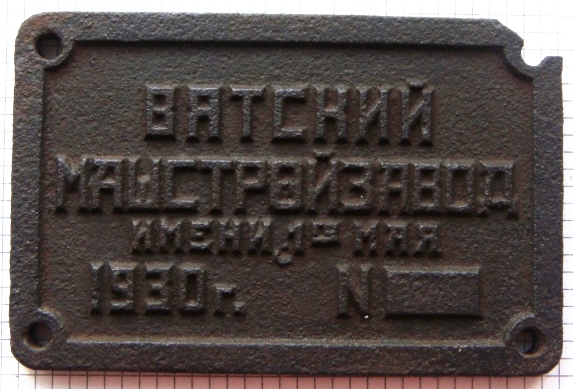 ВЯТСКИЙ
МАШСТРОЙЗАВОД
ИМЕНИ 1го МАЯ
1930 г. N